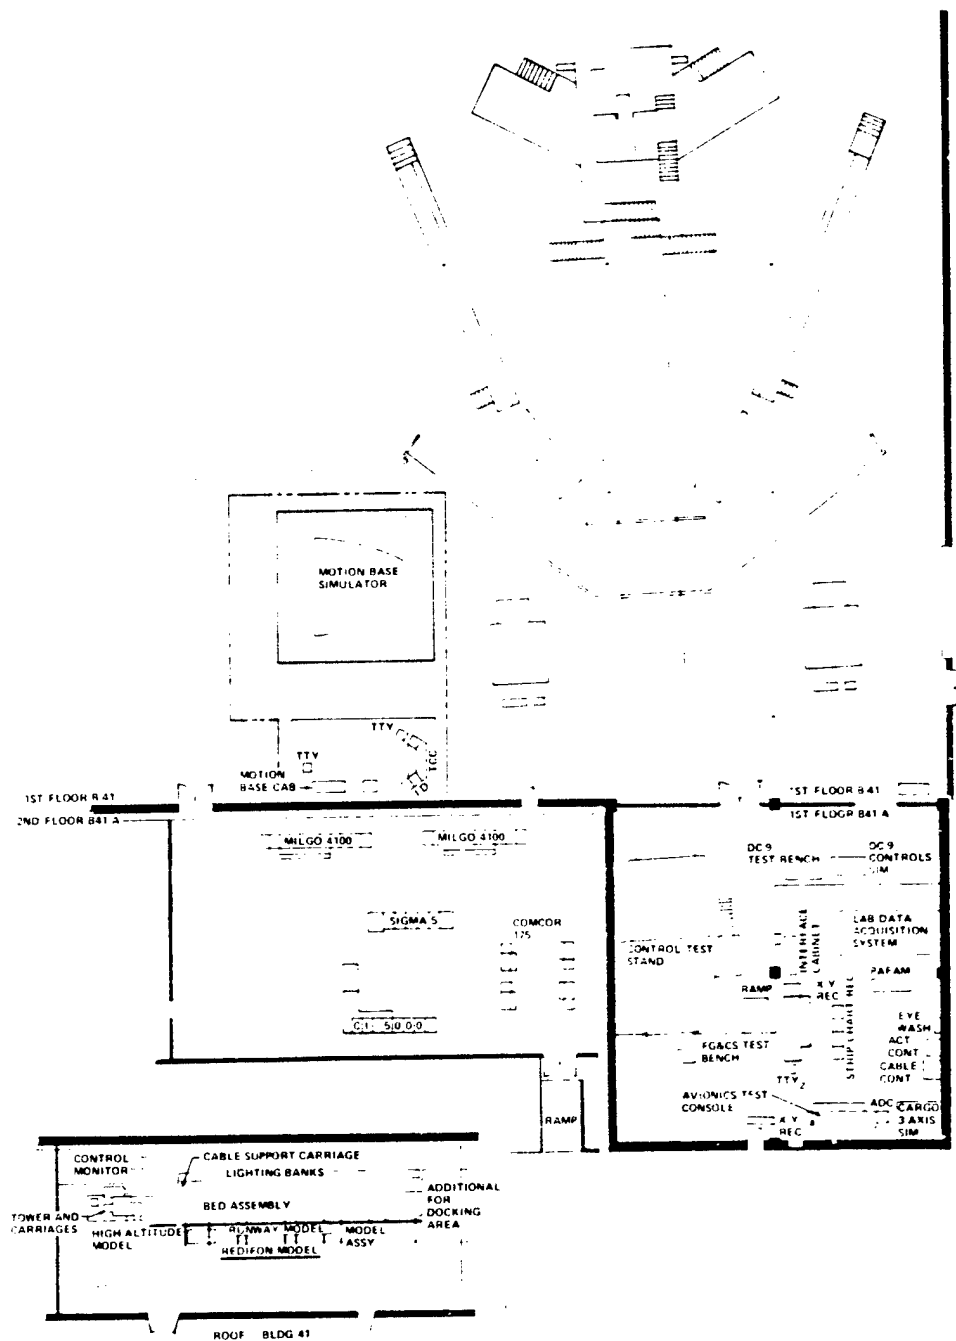 MOTION BASE
SIMULATOR
TTY
TTY
TCC
MOTION
BASE CAB
1ST FLOOR B 41
2ND FLOOR B41 A
1ST FLOOR B 41
1ST FLOOR B41 A
MILGO 4100
MILGO 4100
DC 9
TEST BENCH
DC 9
CONTROLS
SIM
SIGMA 5
COMCOR
175
INTERFACE
CABINET
LAB DATA
ACQUISITION
SYSTEM
CONTROL TEST
STAND
RAMP
X Y
REC
STRIP CHART REC
EYE
WASH
ACT
CONT
CABLE
CONT
FG&CS TEST
BENCH
TTY
AVIONICS TEST
CONSOLE
ADC
CARGO
3 AXIS
SIM
X Y
REC
RAMP
CONTROL
MONITOR
CABLE SUPPORT CARRIAGE
LIGHTING BANKS
BED ASSEMBLY
ADDITIONAL
FOR
DOCKING
AREA
TOWER AND
CARRIAGES
HIGH ALTITUDE
MODEL
RUNWAY MODEL
REDIFON MODEL
MODEL
ASSY
ROOF BLDG 41